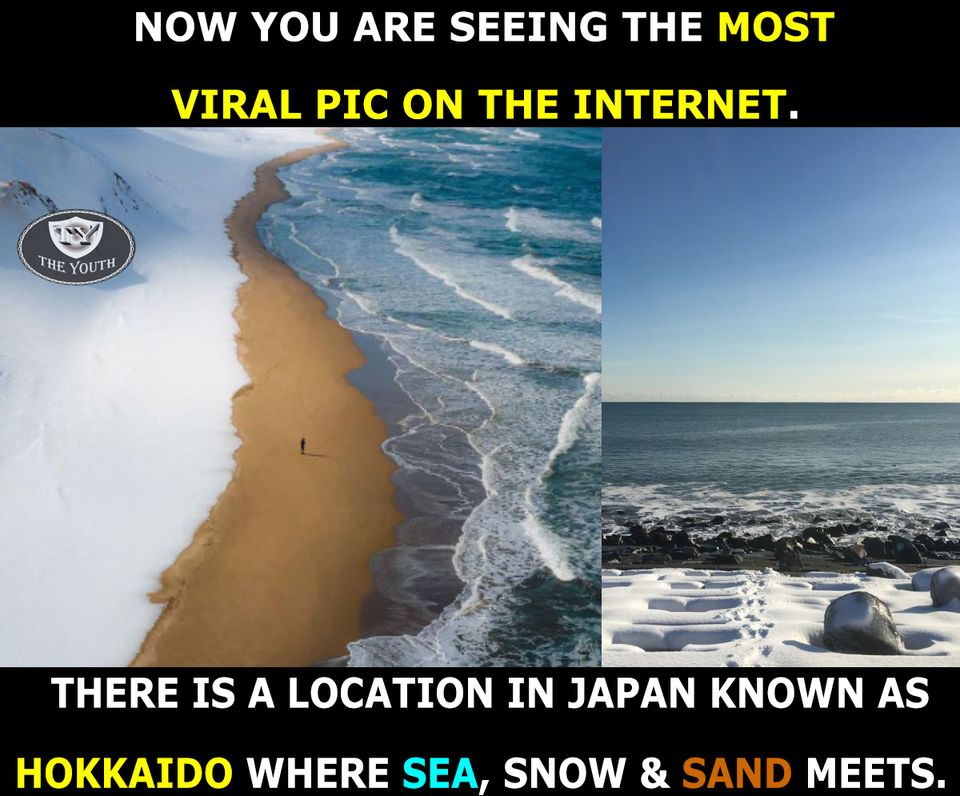 NOW YOU ARE SEEING THE MOST
VIRAL PIC ON THE INTERNET.
TY
THE YOUTH
THERE IS A LOCATION IN JAPAN KNOWN AS
HOKKAIDO WHERE SEA, SNOW & SAND MEETS.